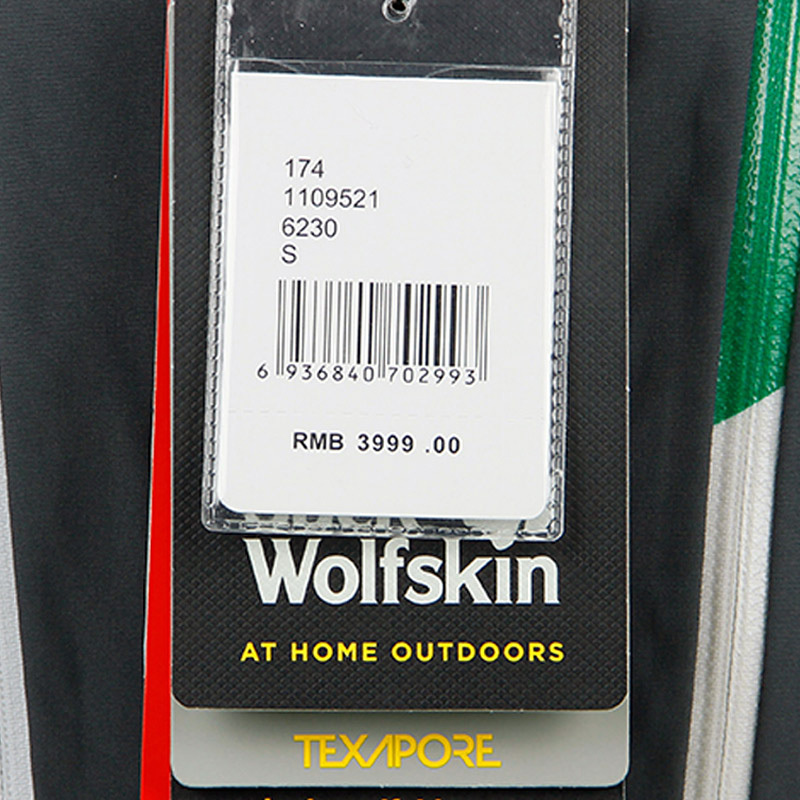 174
1109521
6230
S
6 936840 702993
RMB 3999 .00
Wolfskin
AT HOME OUTDOORS
TEXAPORE